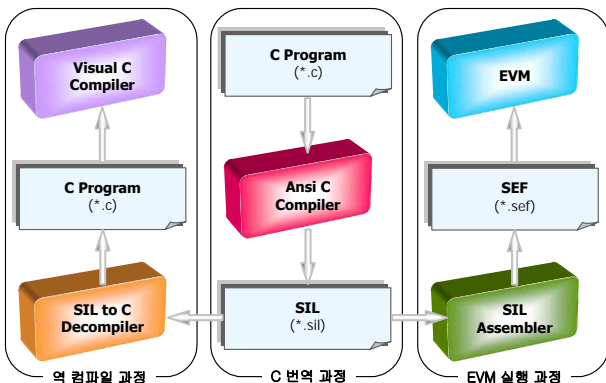 Visual C
Compiler
C Program
(*.c)
SIL to C
Decompiler
역 컴파일 과정
C Program
(*.c)
Ansi C
Compiler
SIL
(*.sil)
C 번역 과정
EVM
SEF
(*.sef)
SIL
Assembler
EVM 실행 과정